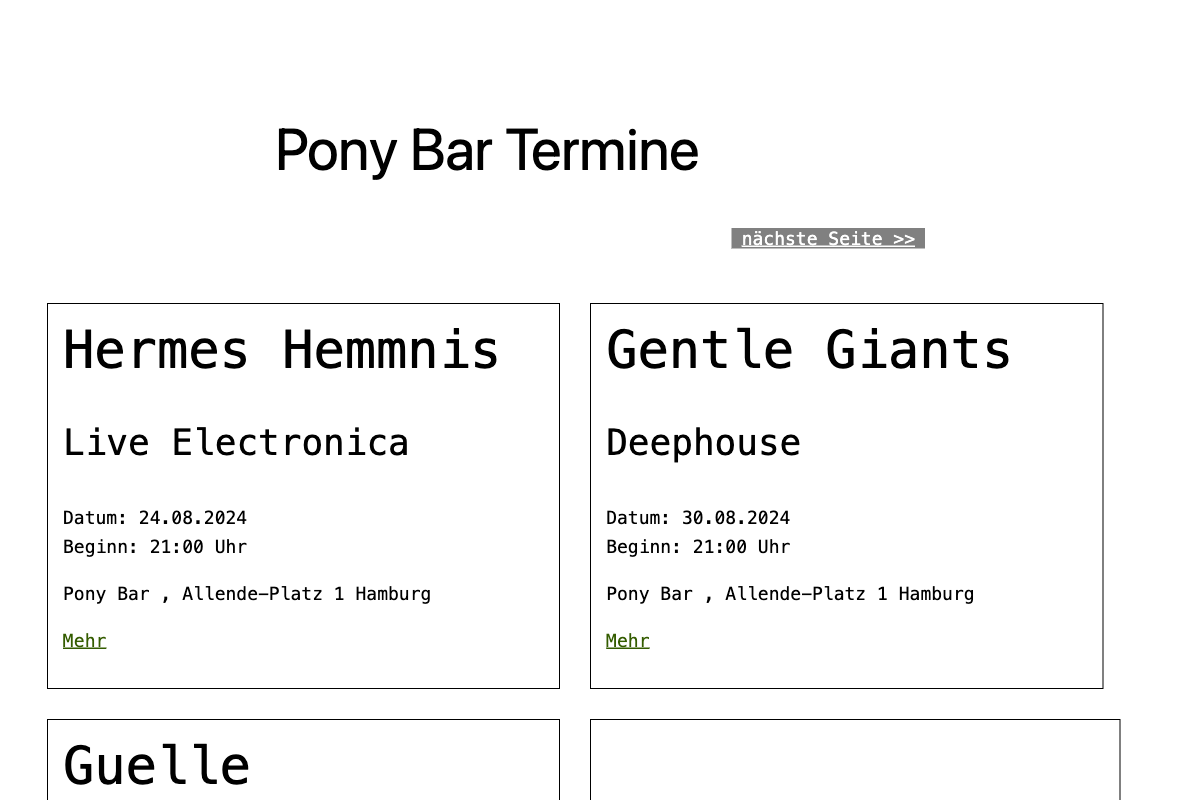 Pony Bar Termine
nächste Seite >>
Hermes Hemmnis
Live Electronica
Datum: 24.08.2024
Beginn: 21:00 Uhr
Pony Bar , Allende–Platz 1 Hamburg
Mehr
Gentle Giants
Deephouse
Datum: 30.08.2024
Beginn: 21:00 Uhr
Pony Bar , Allende–Platz 1 Hamburg
Mehr
Guelle